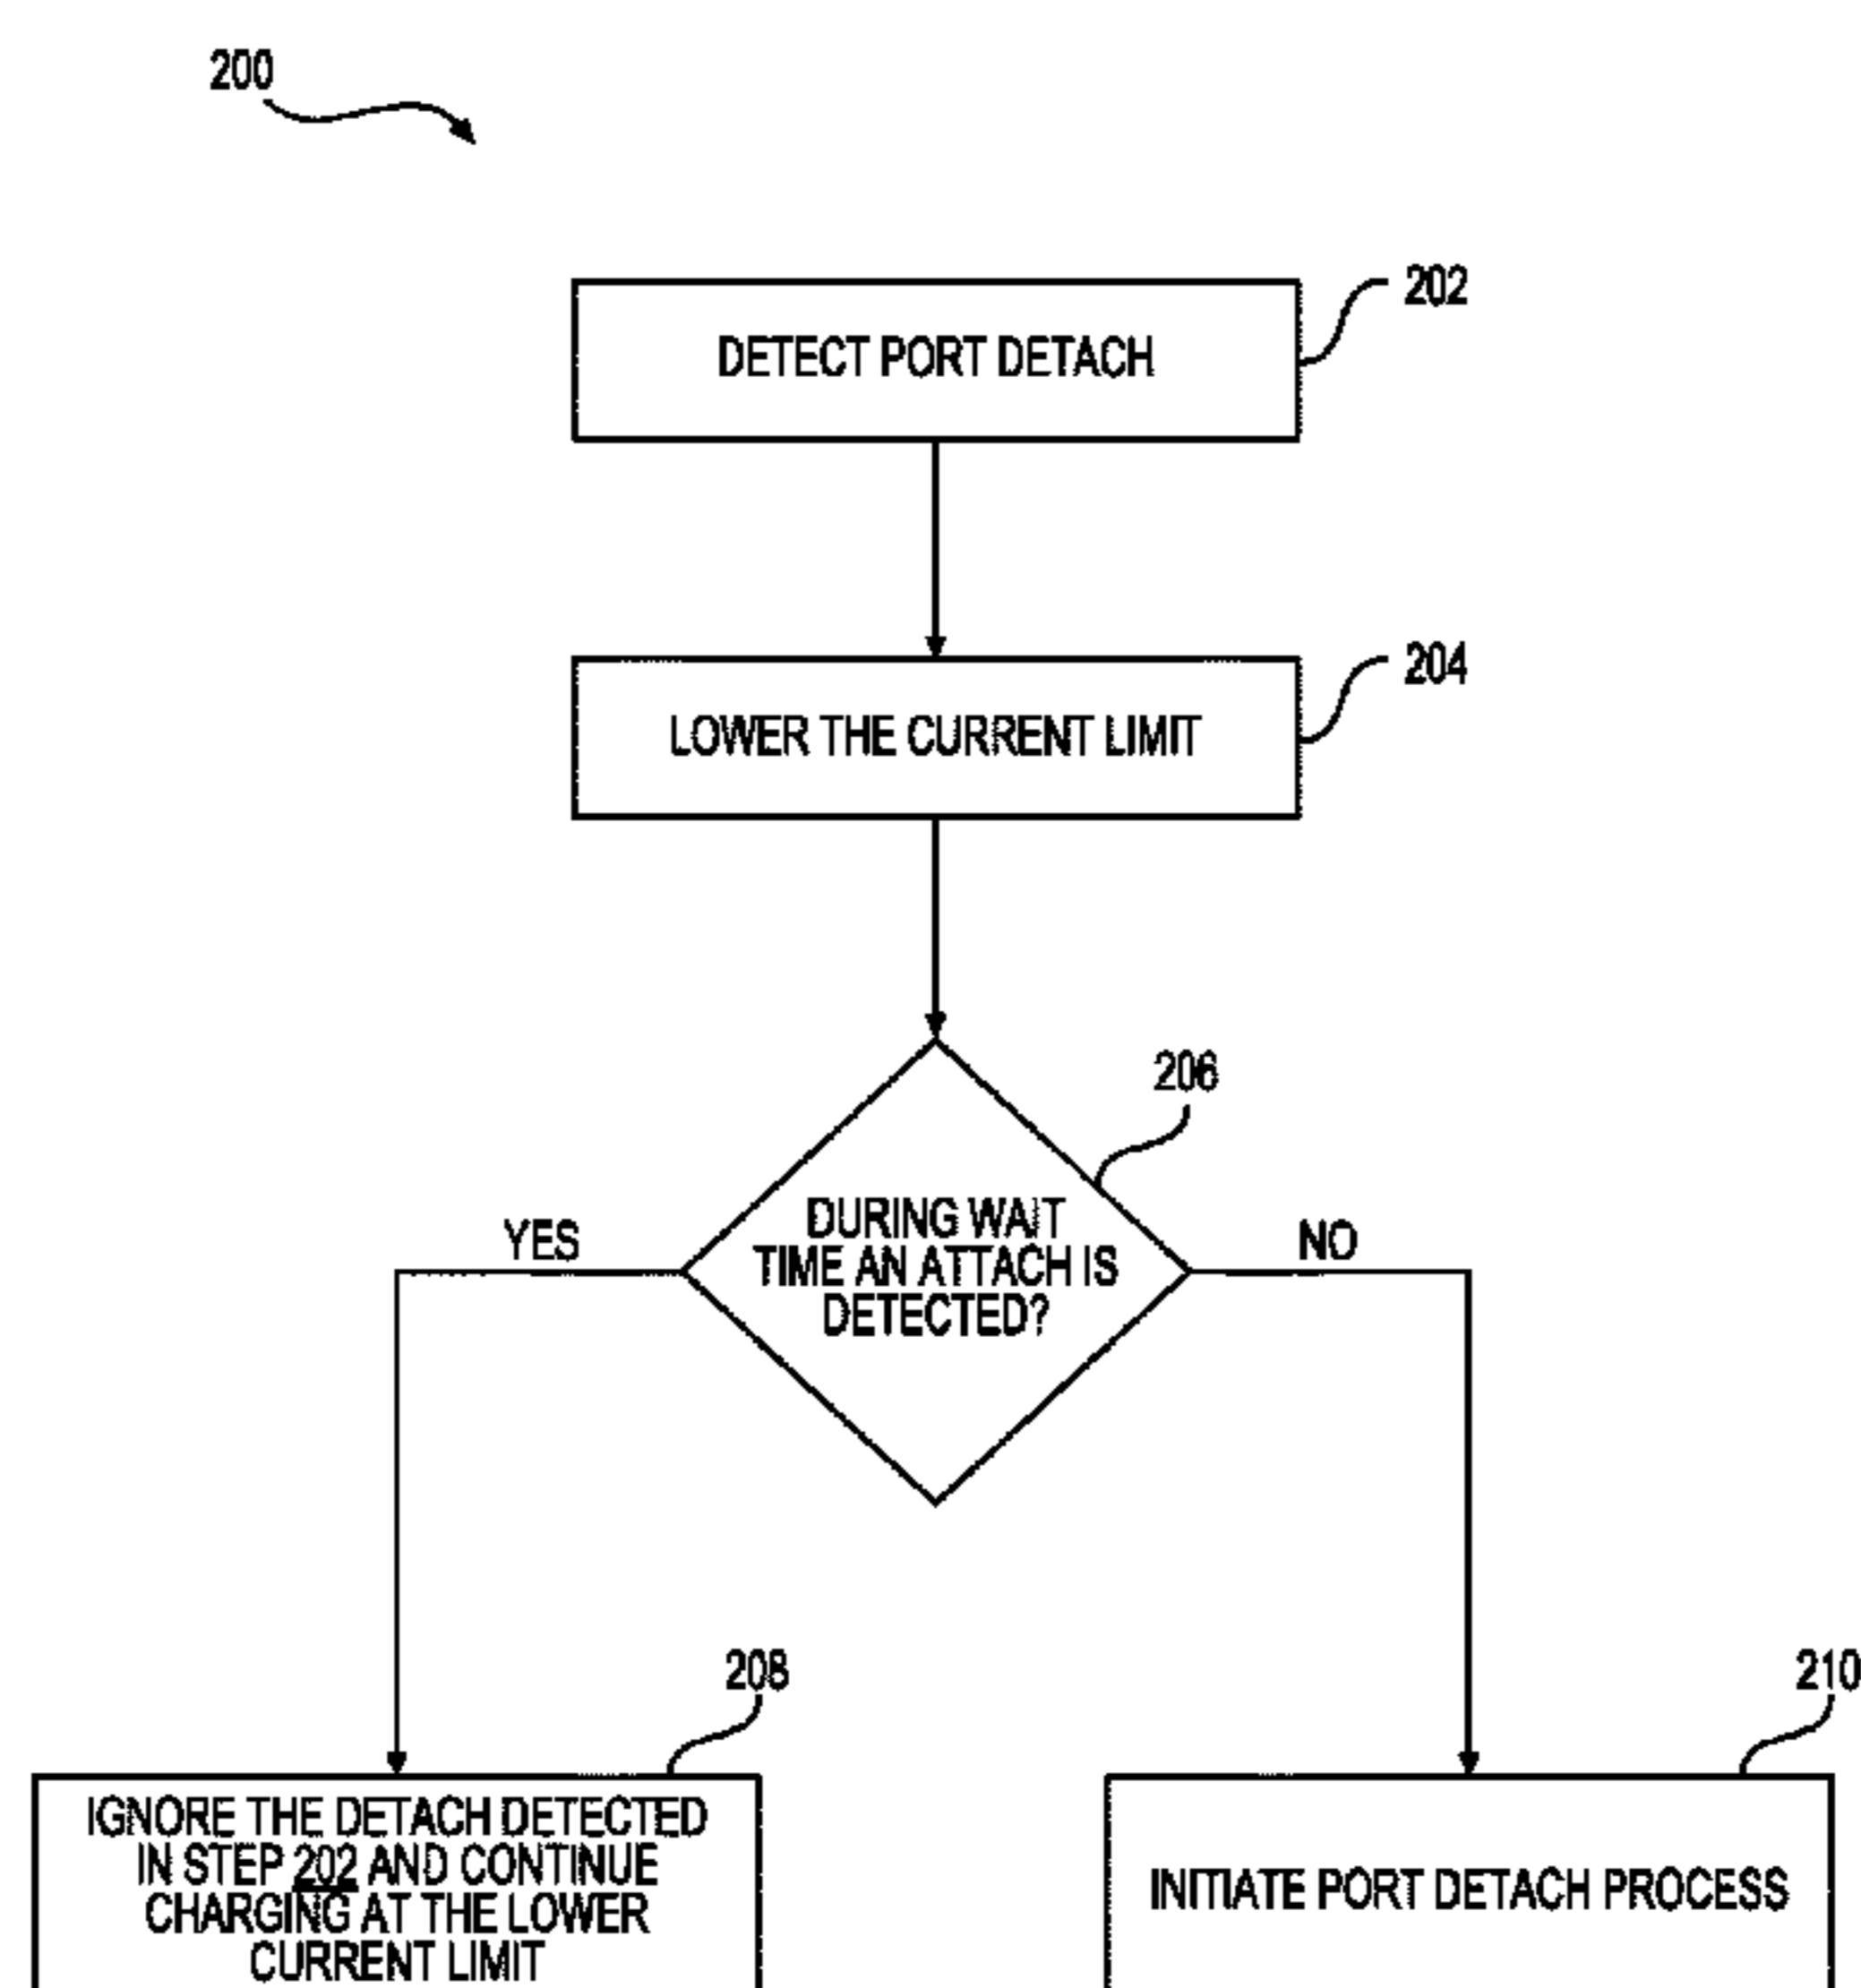 200
202
DETECT PORT DETACH
204
LOWER THE CURRENT LIMIT
206
DURING WAIT
TIME AN ATTACH IS
DETECTED?
YES
NO
208
210
IGNORE THE DETACH DETECTED
IN STEP 202 AND CONTINUE
CHARGING AT THE LOWER
CURRENT LIMIT
INITIATE PORT DETACH PROCESS